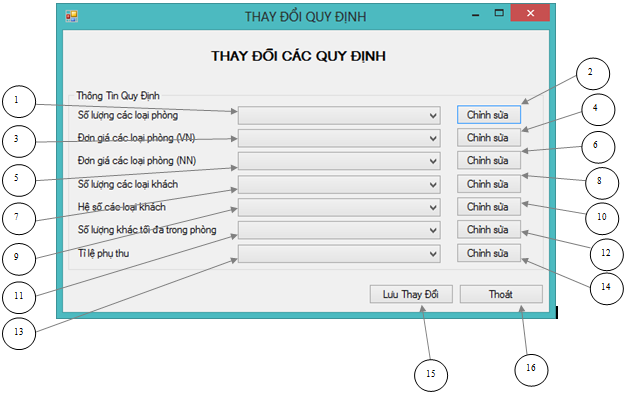 THAY ĐỔI QUY ĐỊNH
THAY ĐỔI CÁC QUY ĐỊNH
Thông Tin Quy Định
1 Số lượng các loại phòng Chỉnh sửa 2
3 Đơn giá các loại phòng (VN) Chỉnh sửa 4
5 Đơn giá các loại phòng (NN) Chỉnh sửa 6
7 Số lượng các loại khách Chỉnh sửa 8
9 Hệ số các loại khách Chỉnh sửa 10
11 Số lượng khác tối đa trong phòng Chỉnh sửa 12
13 Tỉ lệ phụ thu Chỉnh sửa 14
Lưu Thay Đổi Thoát
15 16